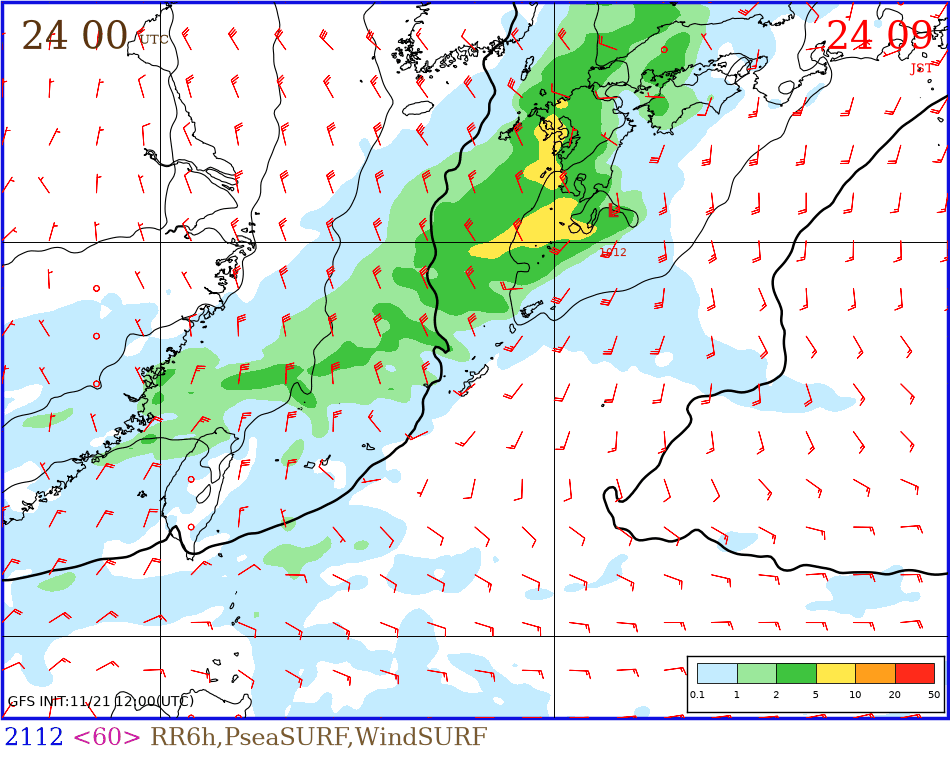 24 00 UTC
24 09
JST
L
1012
0.1 1 2 5 10 20 50
GFS INIT:11/21 12:00(UTC)
2112 <60> RR6h,PseaSURF,WindSURF